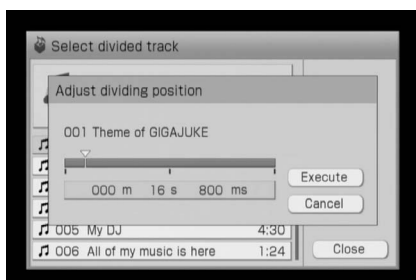 Select divided track
Adjust dividing position
001 Theme of GIGAJUKE
000 m 16 s 800 ms
Execute
Cancel
005 My DJ 4:30
006 All of my music is here 1:24
Close